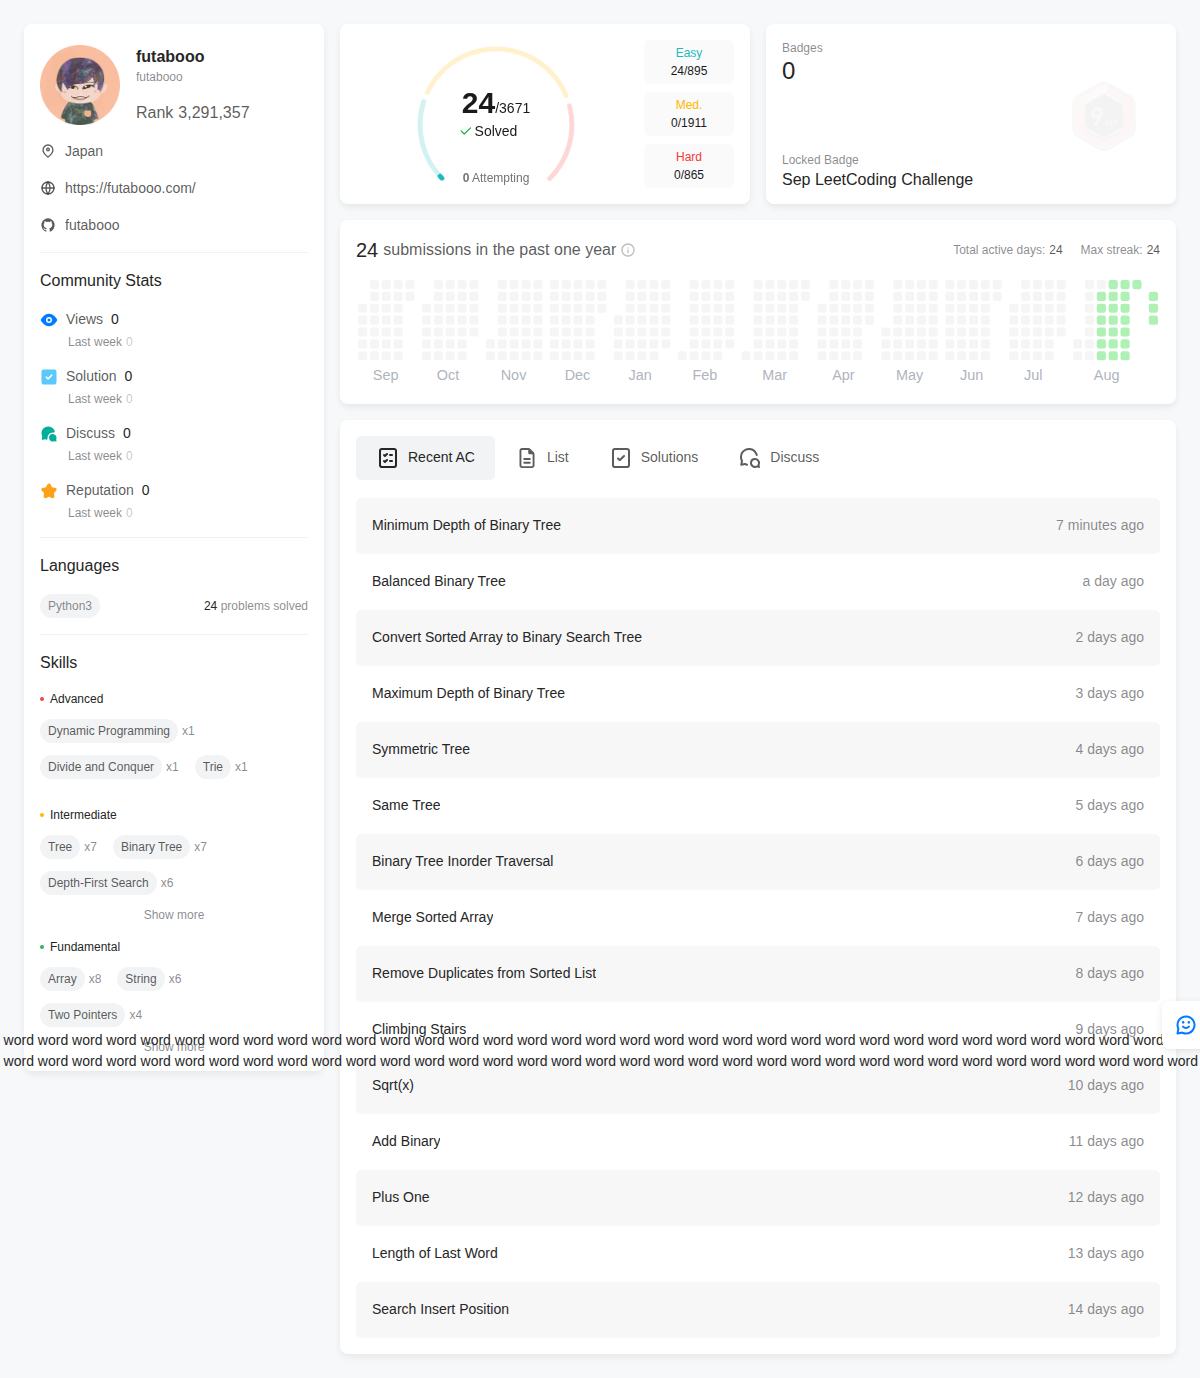 futabooo
futabooo
Rank 3,291,357
Japan
https://futabooo.com/
futabooo
Community Stats
Views 0
Last week 0
Solution 0
Last week 0
Discuss 0
Last week 0
Reputation 0
Last week 0
Languages
Python3 24 problems solved
Skills
Advanced
Dynamic Programming x1
Divide and Conquer x1 Trie x1
Intermediate
Tree x7 Binary Tree x7
Depth-First Search x6
Show more
Fundamental
Array x8 String x6
Two Pointers x4
Show more
24/3671
Solved
0 Attempting
Easy
24/895
Med.
0/1911
Hard
0/865
Badges
0
Locked Badge
Sep LeetCoding Challenge
24 submissions in the past one year
Total active days: 24 Max streak: 24
Sep Oct Nov Dec Jan Feb Mar Apr May Jun Jul Aug
Recent AC List Solutions Discuss
Minimum Depth of Binary Tree 7 minutes ago
Balanced Binary Tree a day ago
Convert Sorted Array to Binary Search Tree 2 days ago
Maximum Depth of Binary Tree 3 days ago
Symmetric Tree 4 days ago
Same Tree 5 days ago
Binary Tree Inorder Traversal 6 days ago
Merge Sorted Array 7 days ago
Remove Duplicates from Sorted List 8 days ago
Climbing Stairs 9 days ago
word word word word word word word word word word word word word word word word word word word word word word word word word word word word word word word word word word
word word word word word word word word word word word word word word word word word word word word word word word word word word word word word word word word word word word
Sqrt(x) 10 days ago
Add Binary 11 days ago
Plus One 12 days ago
Length of Last Word 13 days ago
Search Insert Position 14 days ago